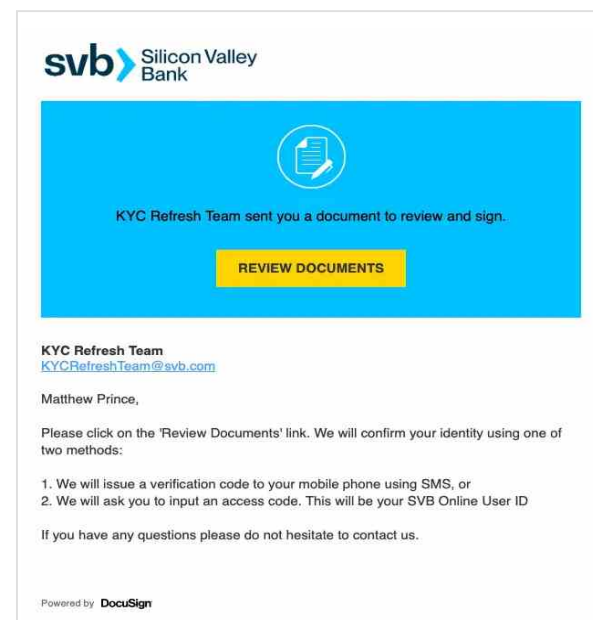 svb Silicon Valley
Bank
KYC Refresh Team sent you a document to review and sign.
REVIEW DOCUMENTS
KYC Refresh Team
KYCRefreshTeam@svb.com
Matthew Prince,
Please click on the 'Review Documents' link. We will confirm your identity using one of
two methods:
1. We will issue a verification code to your mobile phone using SMS, or
2. We will ask you to input an access code. This will be your SVB Online User ID
If you have any questions please do not hesitate to contact us.
Powered by DocuSign